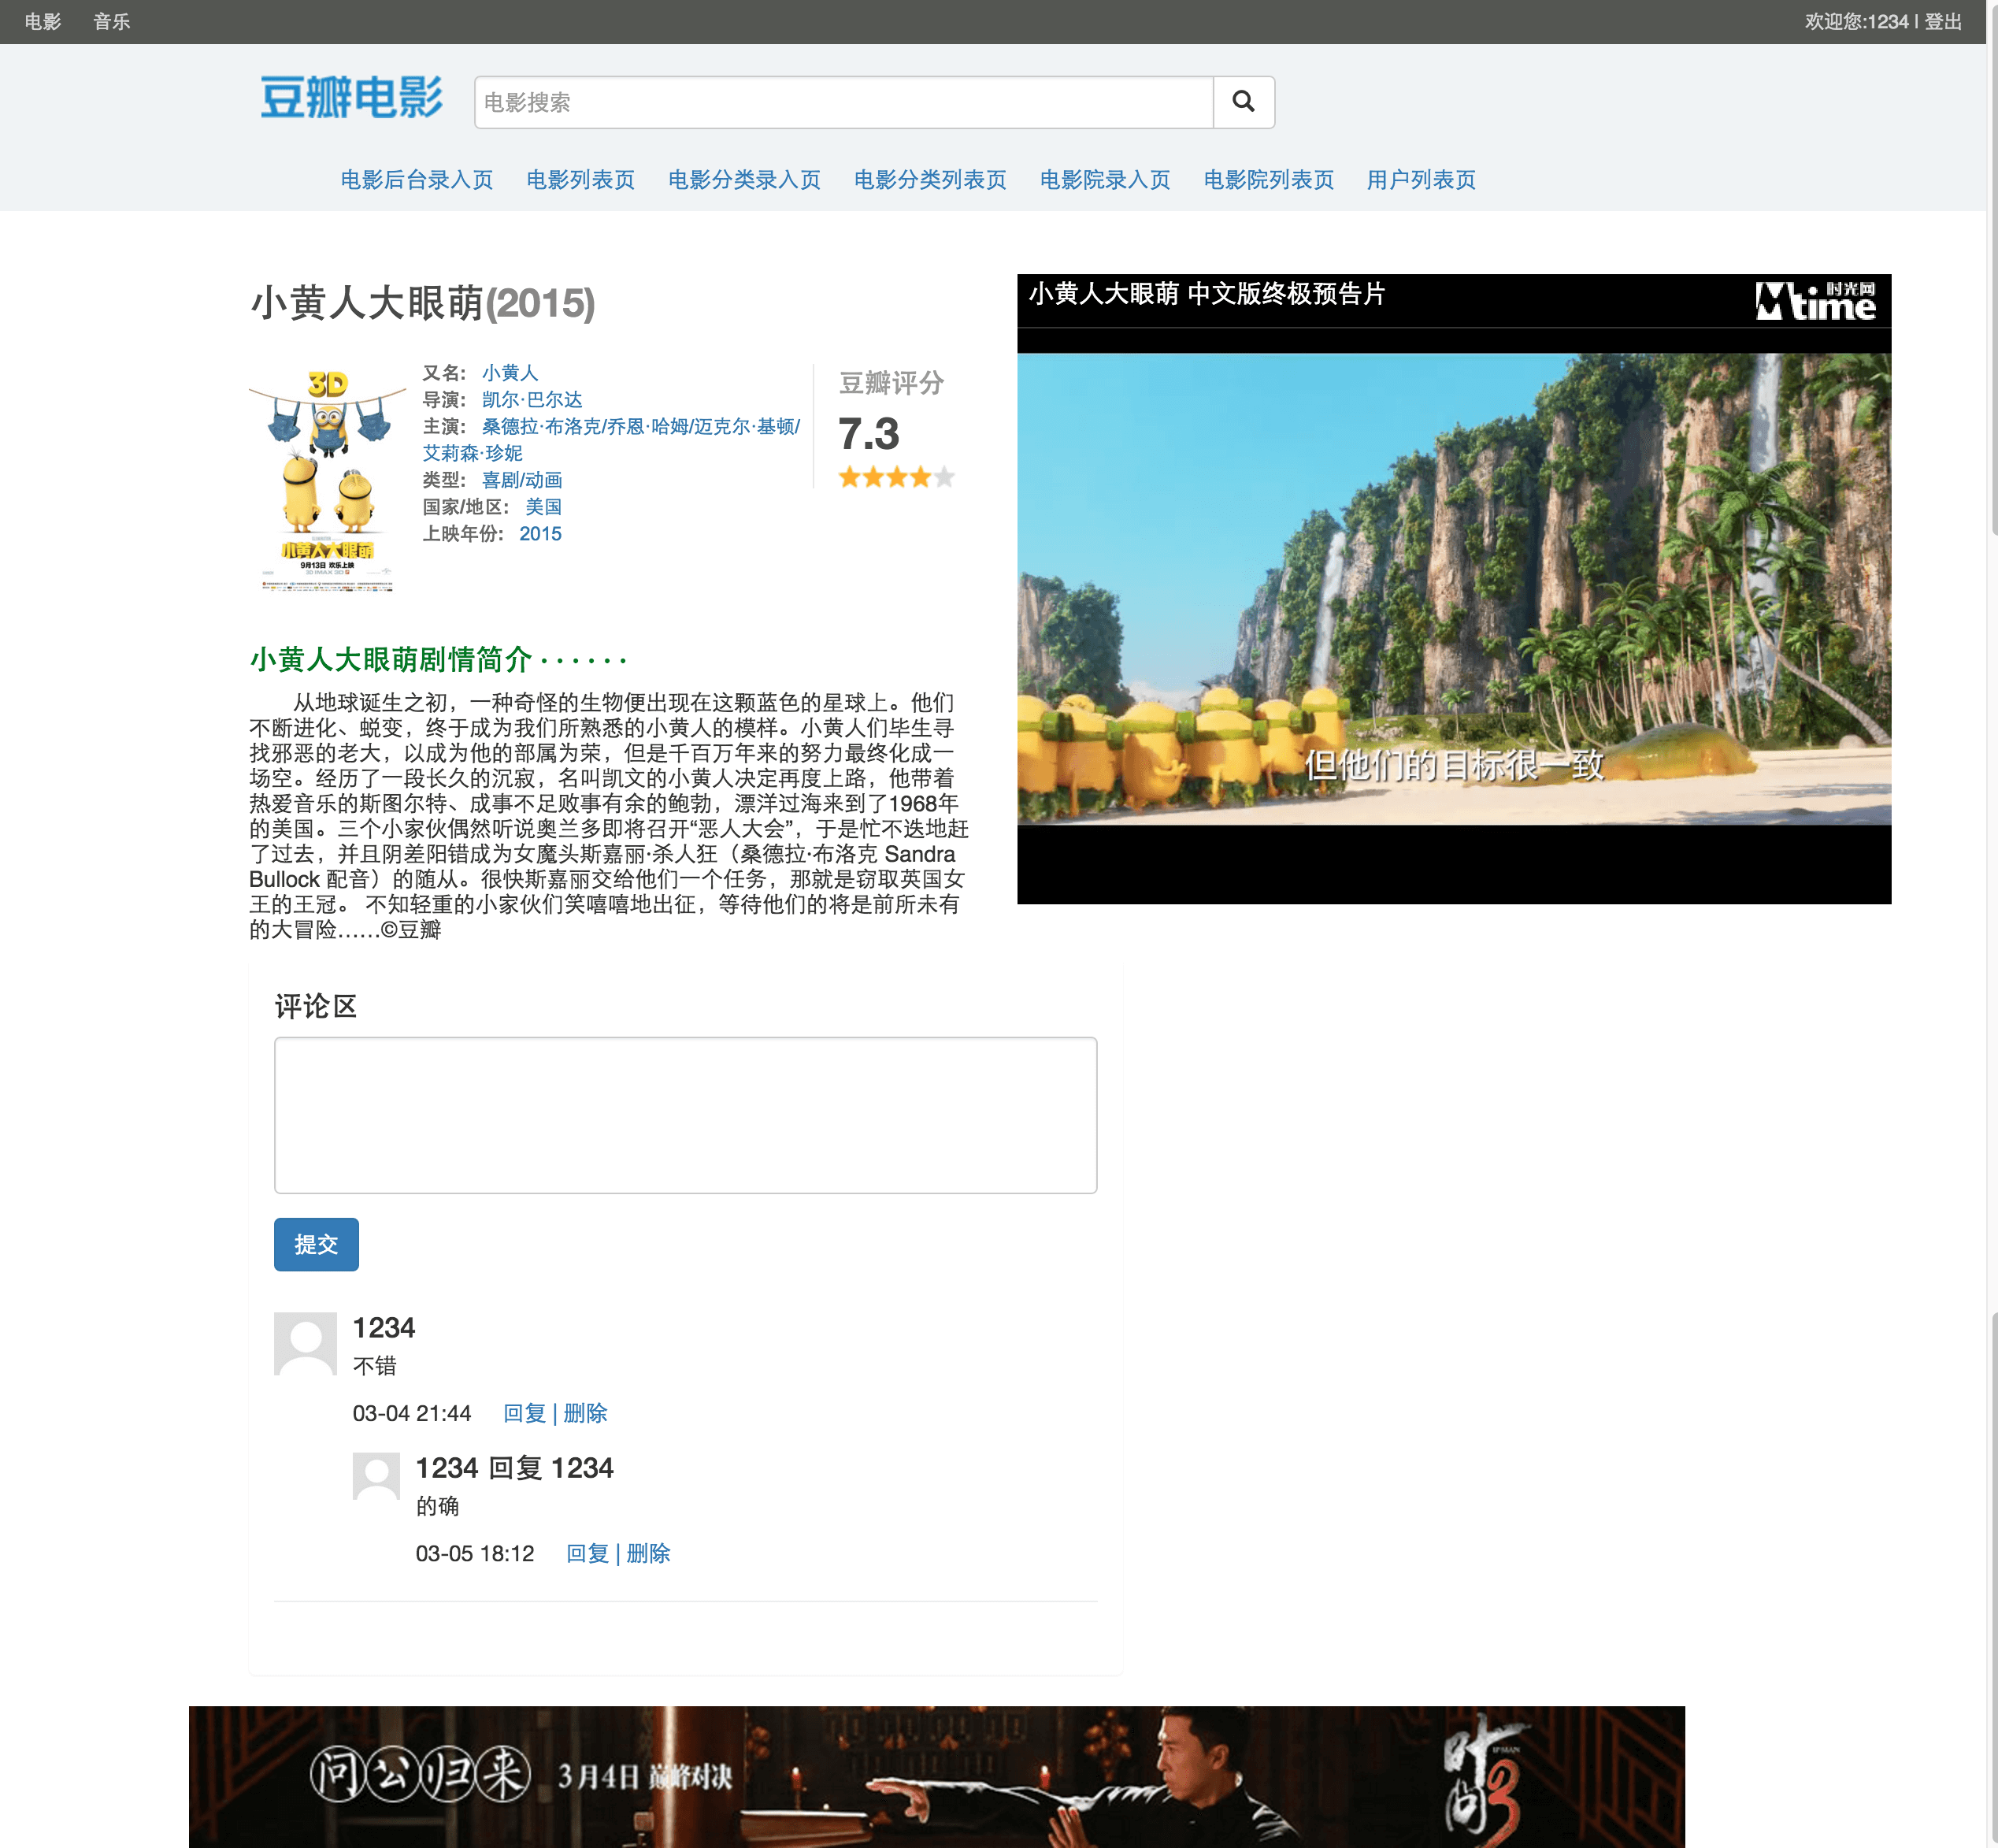 电影 音乐 欢迎您:1234 | 登出
豆瓣电影
电影搜索
电影后台录入页 电影列表页 电影分类录入页 电影分类列表页 电影院录入页 电影院列表页 用户列表页
小黄人大眼萌(2015)
3D
小黄人大眼萌
9月13日 欢乐上映
又名： 小黄人
导演： 凯尔·巴尔达
主演： 桑德拉·布洛克/乔恩·哈姆/迈克尔·基顿/
艾莉森·珍妮
类型： 喜剧/动画
国家/地区： 美国
上映年份： 2015
豆瓣评分
7.3
小黄人大眼萌 中文版终极预告片
时光网
Mtime
但他们的目标很一致
小黄人大眼萌剧情简介 · · · · · ·
从地球诞生之初，一种奇怪的生物便出现在这颗蓝色的星球上。他们
不断进化、蜕变，终于成为我们所熟悉的小黄人的模样。小黄人们毕生寻
找邪恶的老大，以成为他的部属为荣，但是千百万年来的努力最终化成一
场空。经历了一段长久的沉寂，名叫凯文的小黄人决定再度上路，他带着
热爱音乐的斯图尔特、成事不足败事有余的鲍勃，漂洋过海来到了1968年
的美国。三个小家伙偶然听说奥兰多即将召开“恶人大会”，于是忙不迭地赶
了过去，并且阴差阳错成为女魔头斯嘉丽·杀人狂（桑德拉·布洛克 Sandra
Bullock 配音）的随从。很快斯嘉丽交给他们一个任务，那就是窃取英国女
王的王冠。 不知轻重的小家伙们笑嘻嘻地出征，等待他们的将是前所未有
的大冒险……©豆瓣
评论区
提交
1234
不错
03-04 21:44 回复 | 删除
1234 回复 1234
的确
03-05 18:12 回复 | 删除
问公归来 3月4日 巅峰对决
叶问3
IP MAN